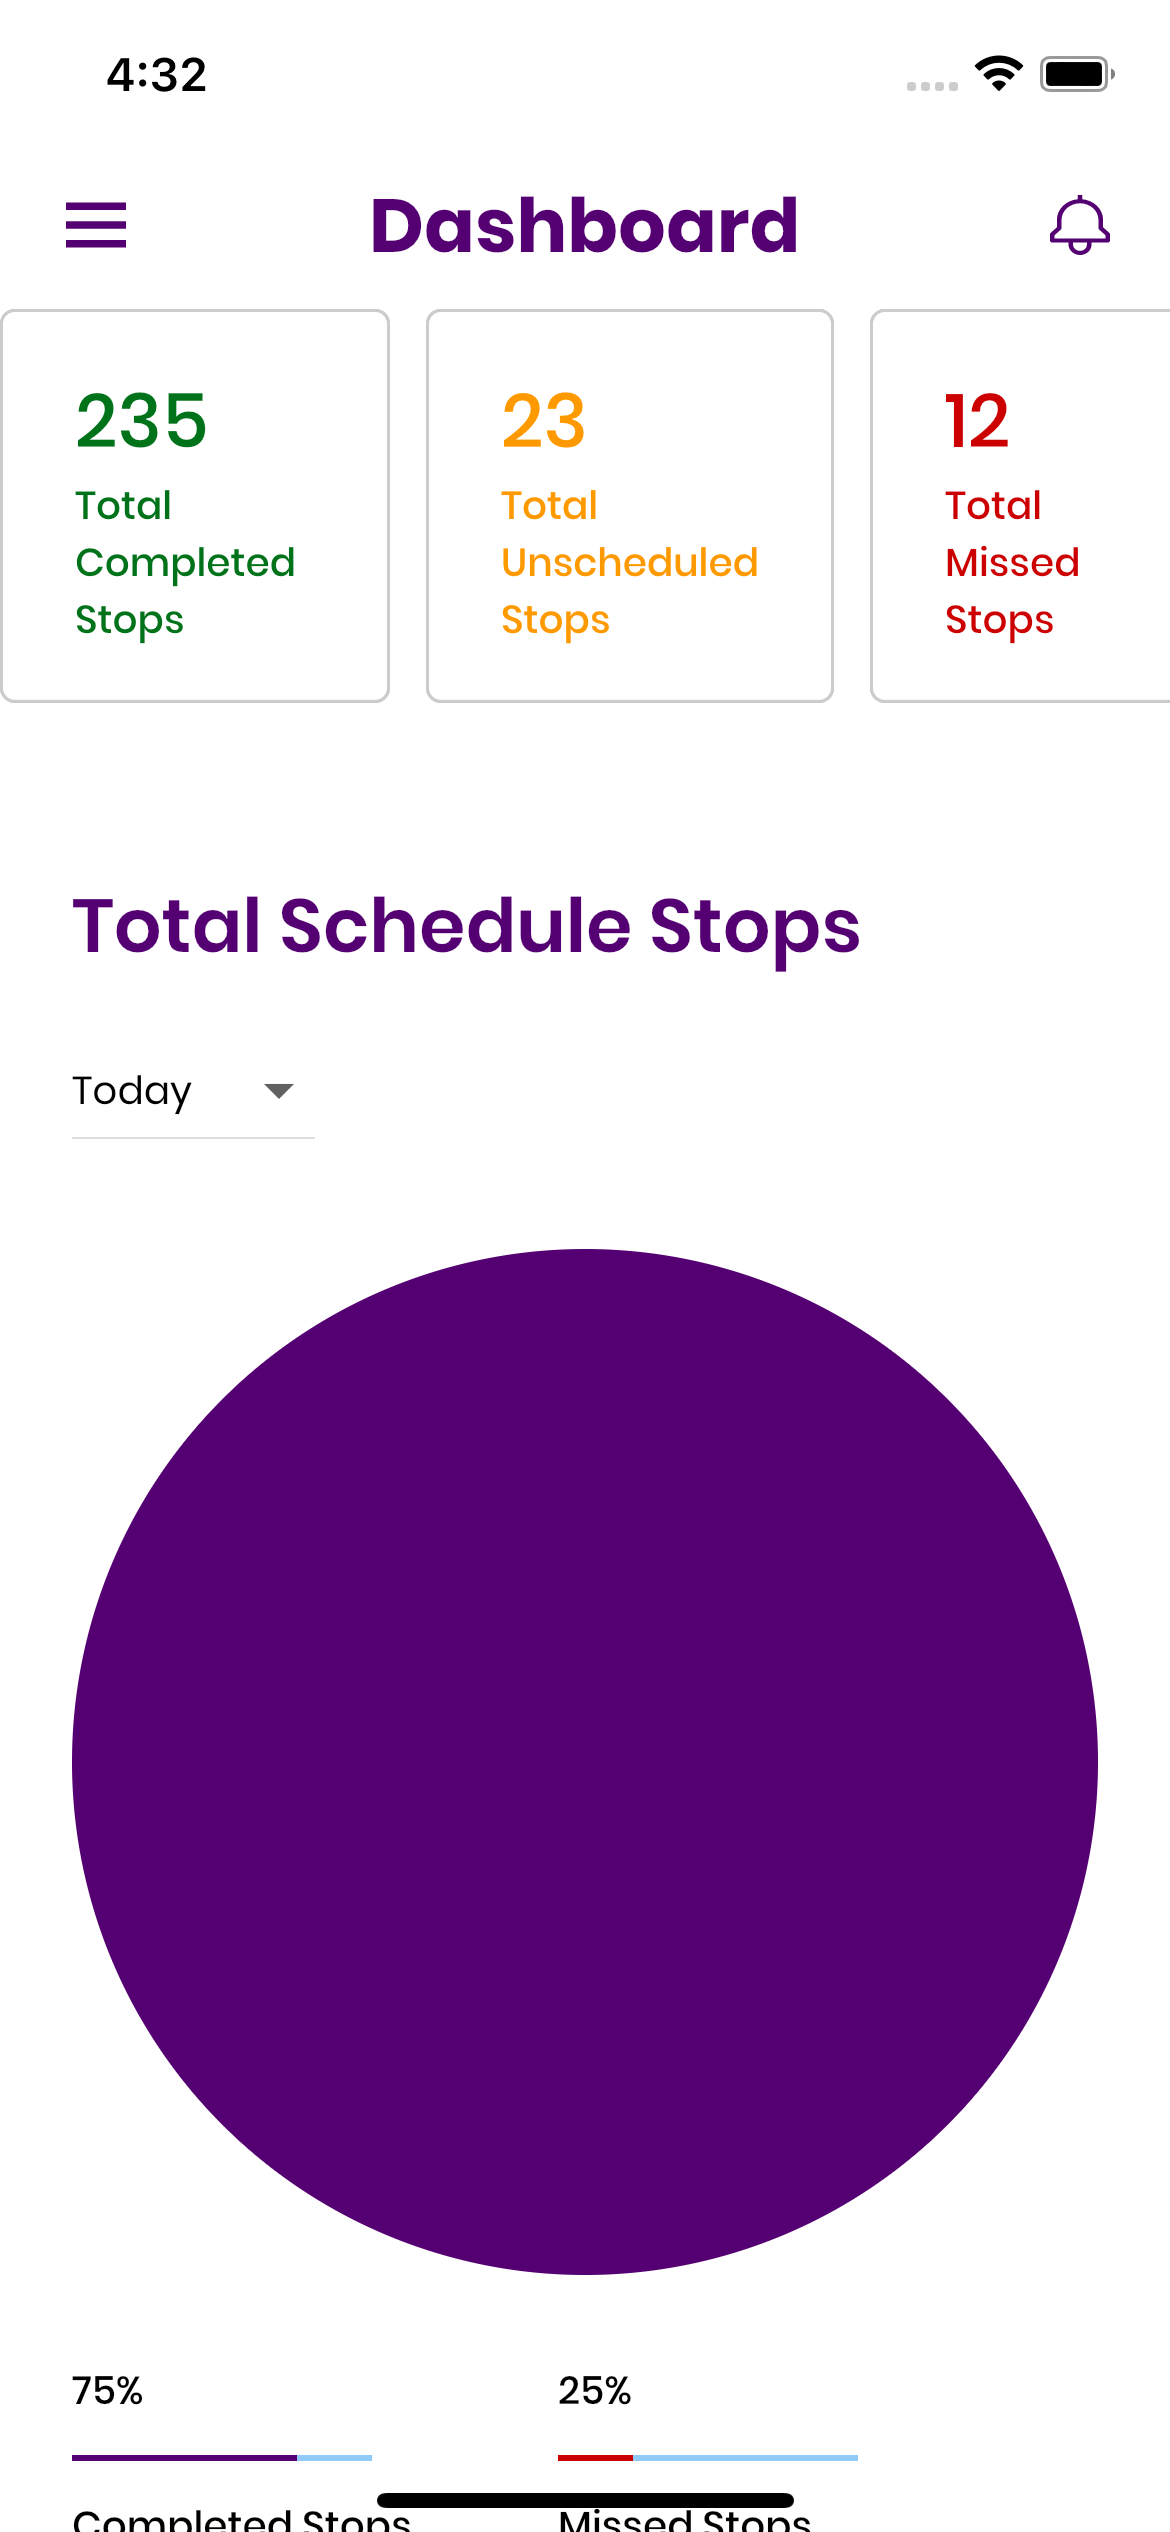 4:32
Dashboard
235
Total
Completed
Stops
23
Total
Unscheduled
Stops
12
Total
Missed
Stops
Total Schedule Stops
Today
75%
25%
Completed Stops
Missed Stops